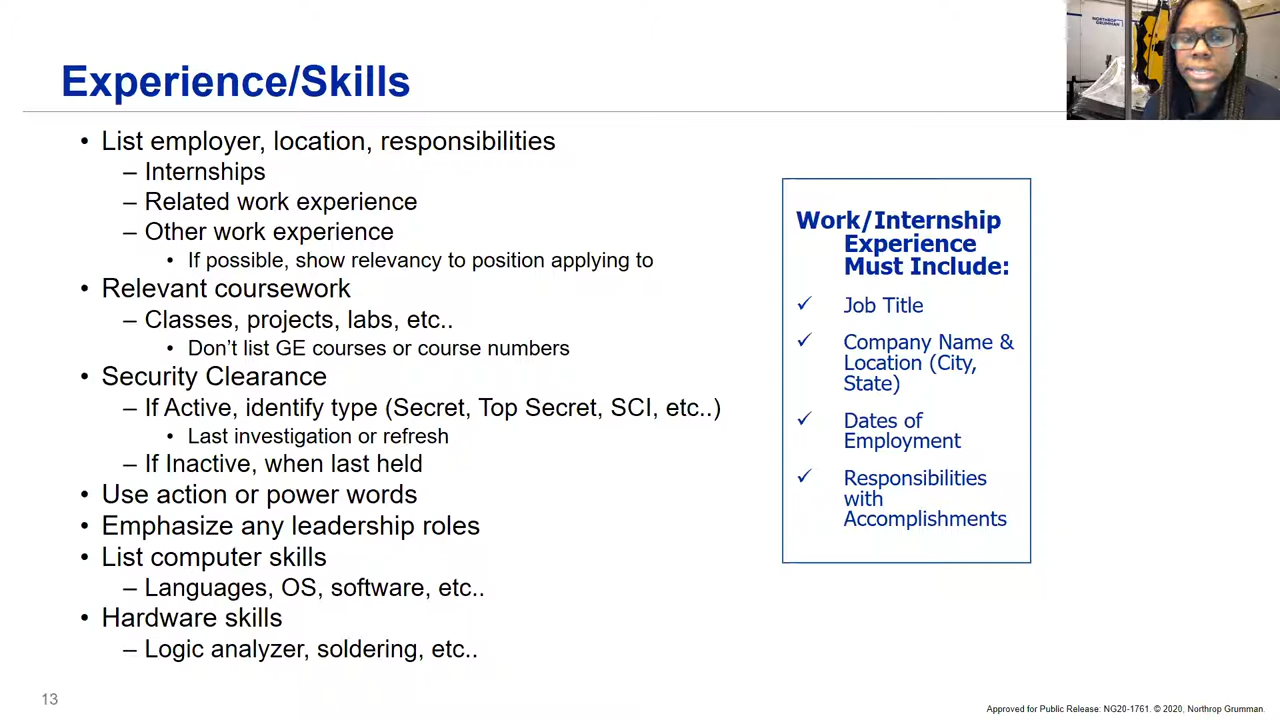 Experience/Skills
• List employer, location, responsibilities
– Internships
– Related work experience
– Other work experience
• If possible, show relevancy to position applying to
• Relevant coursework
– Classes, projects, labs, etc..
• Don’t list GE courses or course numbers
• Security Clearance
– If Active, identify type (Secret, Top Secret, SCI, etc..)
• Last investigation or refresh
– If Inactive, when last held
• Use action or power words
• Emphasize any leadership roles
• List computer skills
– Languages, OS, software, etc..
• Hardware skills
– Logic analyzer, soldering, etc..
Work/Internship
Experience
Must Include:
✓ Job Title
✓ Company Name &
Location (City,
State)
✓ Dates of
Employment
✓ Responsibilities
with
Accomplishments
NORTHROP
GRUMMAN
13
Approved for Public Release: NG20-1761. © 2020, Northrop Grumman.